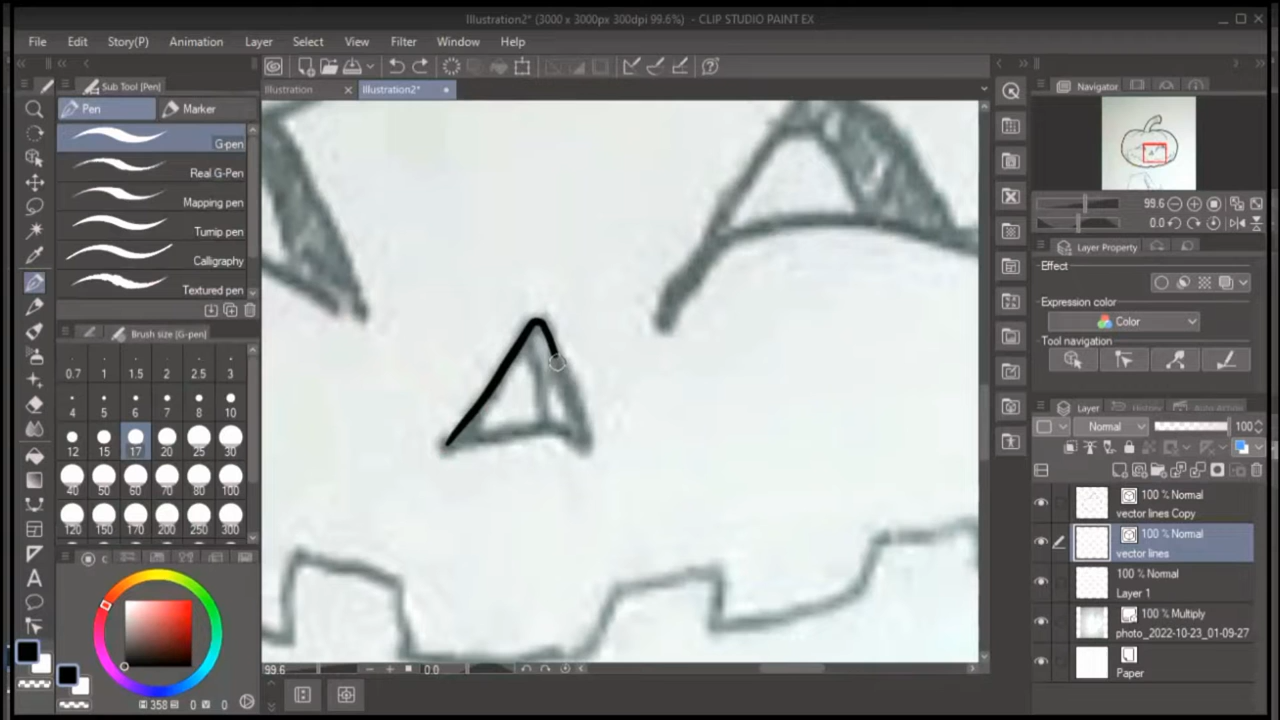 Illustration2* (3000 x 3000px 300dpi 99.6%) - CLIP STUDIO PAINT EX
File Edit Story(P) Animation Layer Select View Filter Window Help
Sub Tool [Pen]
Pen Marker
G-pen
Real G-Pen
Mapping pen
Turnip pen
Calligraphy
Textured pen
Brush size [G-pen]
0.7 1 1.5 2 2.5 3
4 5 6 7 8 10
12 15 17 20 25 30
40 50 60 70 80 100
120 150 170 200 250 300
C
H 358 S 0 V 0
Illustration Illustration2*
99.6 0.0
Navigator
99.6
0.0
Layer Property
Effect
Expression color
Color
Tool navigation
Layer History Auto Action
Normal 100
100 % Normal
vector lines Copy
100 % Normal
vector lines
100 % Normal
Layer 1
100 % Multiply
photo_2022-10-23_01-09-27
Paper